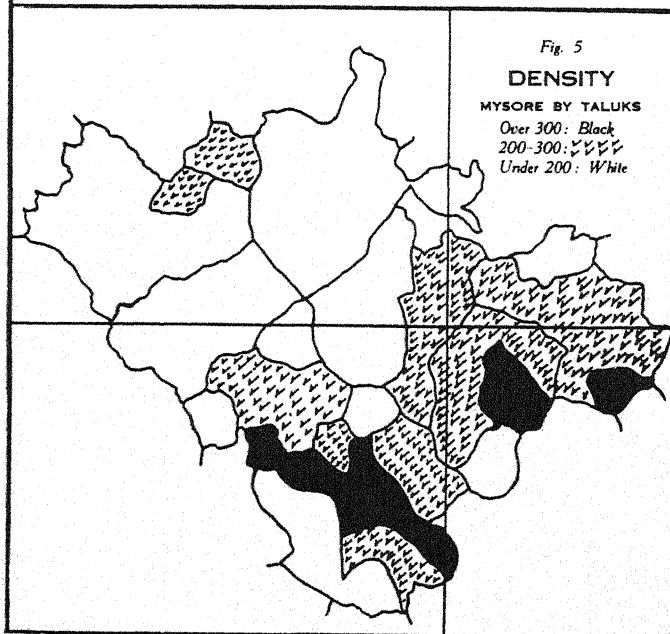 Fig. 5
DENSITY
MYSORE BY TALUKS
Over 300: Black
200-300:
Under 200: White